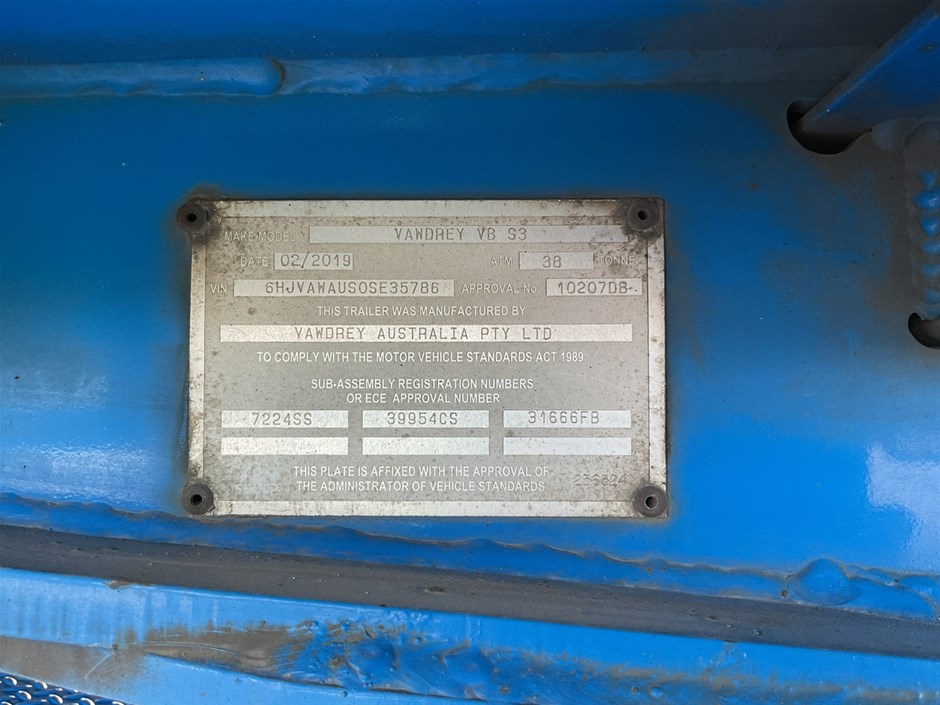 MAKE MODEL VAWDREY VB S3
DATE 02/2019 ATM 38 TONNE
VIN 6HJVAWAUSOSE35786 APPROVAL No 10207DB
THIS TRAILER WAS MANUFACTURED BY
VAWDREY AUSTRALIA PTY LTD
TO COMPLY WITH THE MOTOR VEHICLE STANDARDS ACT 1989
SUB-ASSEMBLY REGISTRATION NUMBERS
OR ECE APPROVAL NUMBER
7224SS 39954CS 31666FB
THIS PLATE IS AFFIXED WITH THE APPROVAL OF
THE ADMINISTRATOR OF VEHICLE STANDARDS